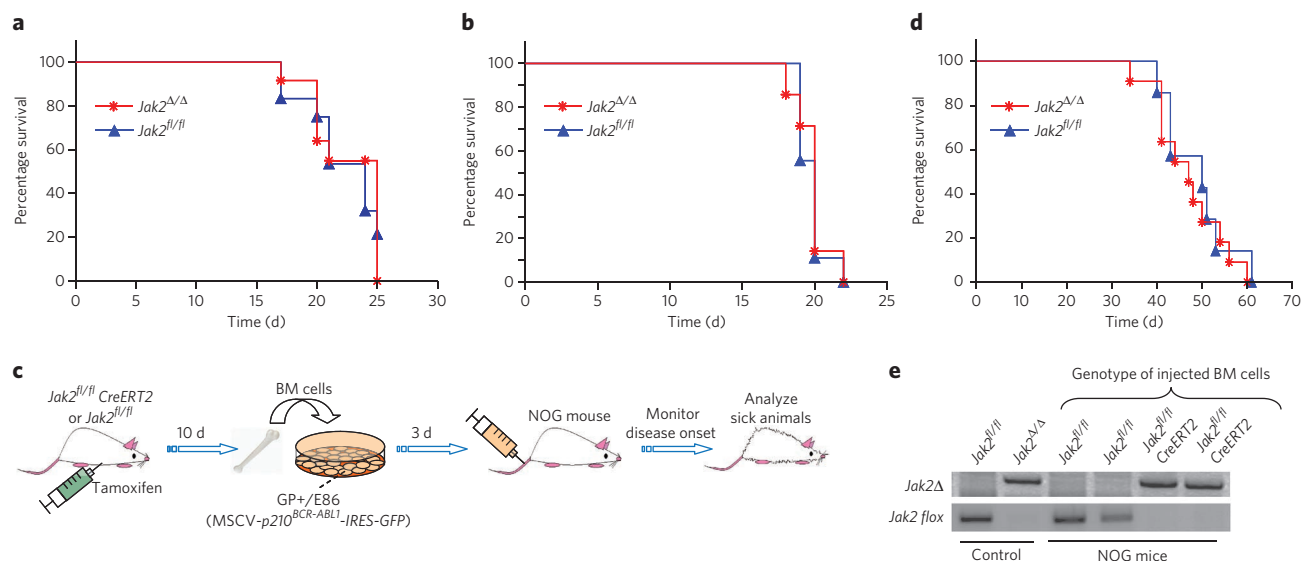 a
100
80
60
40
20
0
Percentage survival
Jak2Δ/Δ
Jak2fl/fl
0 5 10 15 20 25 30
Time (d)
b
100
80
60
40
20
0
Percentage survival
Jak2Δ/Δ
Jak2fl/fl
0 5 10 15 20 25
Time (d)
d
100
80
60
40
20
0
Percentage survival
Jak2Δ/Δ
Jak2fl/fl
0 10 20 30 40 50 60 70
Time (d)
c
Jak2fl/fl CreERT2
or Jak2fl/fl
Tamoxifen
10 d
BM cells
GP+/E86
(MSCV-p210BCR-ABL1-IRES-GFP)
3 d
NOG mouse
Monitor
disease onset
Analyze
sick animals
e
Genotype of injected BM cells
Jak2fl/fl
Jak2Δ/Δ
Jak2fl/fl
Jak2fl/fl
Jak2fl/fl
CreERT2
Jak2fl/fl
CreERT2
Jak2Δ
Jak2 flox
Control
NOG mice